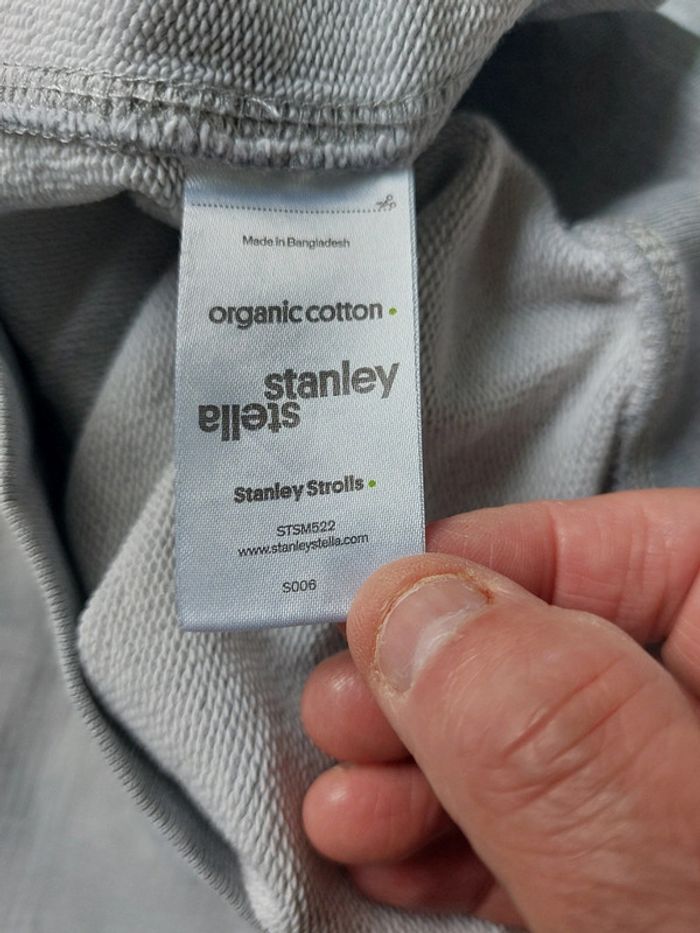 Made in Bangladesh
organic cotton
stanley
stella
Stanley Strolls
STSM522
www.stanleystella.com
S006